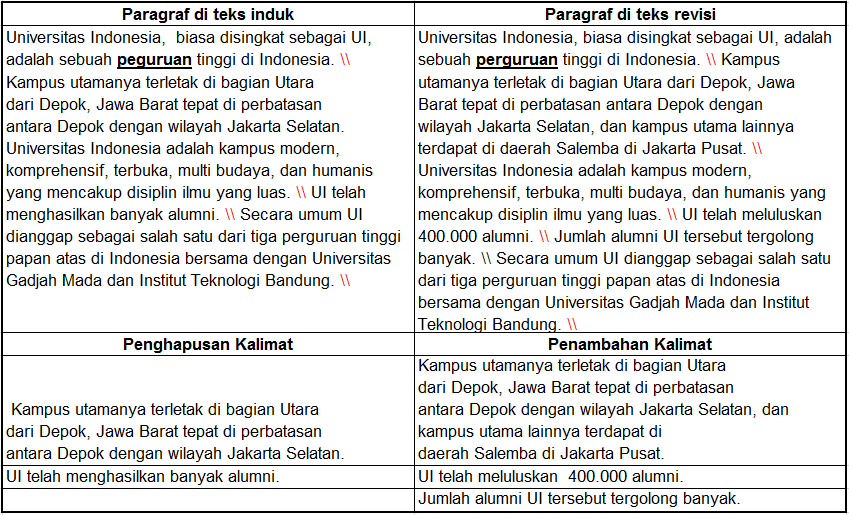 Paragraf di teks induk
Universitas Indonesia,  biasa disingkat sebagai UI,
adalah sebuah peguruan tinggi di Indonesia. \\
Kampus utamanya terletak di bagian Utara
dari Depok, Jawa Barat tepat di perbatasan
antara Depok dengan wilayah Jakarta Selatan.
Universitas Indonesia adalah kampus modern,
komprehensif, terbuka, multi budaya, dan humanis
yang mencakup disiplin ilmu yang luas. \\ UI telah
menghasilkan banyak alumni. \\ Secara umum UI
dianggap sebagai salah satu dari tiga perguruan tinggi
papan atas di Indonesia bersama dengan Universitas
Gadjah Mada dan Institut Teknologi Bandung. \\
Paragraf di teks revisi
Universitas Indonesia, biasa disingkat sebagai UI, adalah
sebuah perguruan tinggi di Indonesia. \\ Kampus
utamanya terletak di bagian Utara dari Depok, Jawa
Barat tepat di perbatasan antara Depok dengan
wilayah Jakarta Selatan, dan kampus utama lainnya
terdapat di daerah Salemba di Jakarta Pusat. \\
Universitas Indonesia adalah kampus modern,
komprehensif, terbuka, multi budaya, dan humanis yang
mencakup disiplin ilmu yang luas. \\ UI telah meluluskan
400.000 alumni. \\ Jumlah alumni UI tersebut tergolong
banyak. \\ Secara umum UI dianggap sebagai salah satu
dari tiga perguruan tinggi papan atas di Indonesia
bersama dengan Universitas Gadjah Mada dan Institut
Teknologi Bandung. \\
Penghapusan Kalimat
Kampus utamanya terletak di bagian Utara
dari Depok, Jawa Barat tepat di perbatasan
antara Depok dengan wilayah Jakarta Selatan.
UI telah menghasilkan banyak alumni.
Penambahan Kalimat
Kampus utamanya terletak di bagian Utara
dari Depok, Jawa Barat tepat di perbatasan
antara Depok dengan wilayah Jakarta Selatan, dan
kampus utama lainnya terdapat di
daerah Salemba di Jakarta Pusat.
UI telah meluluskan  400.000 alumni.
Jumlah alumni UI tersebut tergolong banyak.